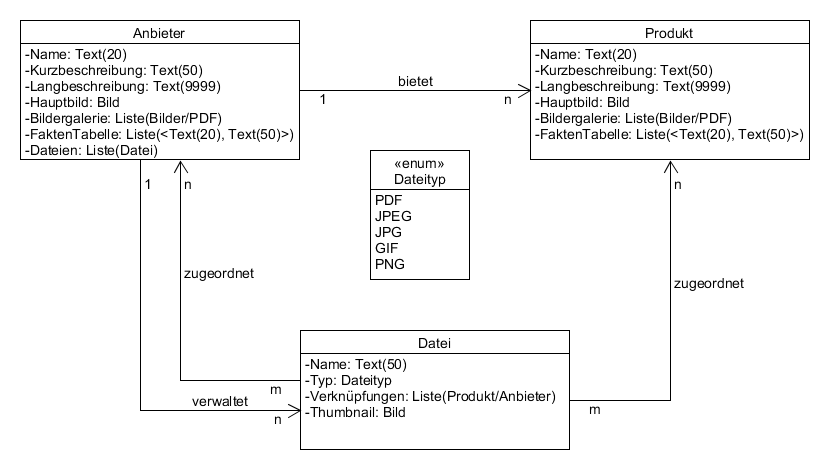 Anbieter
-Name: Text(20)
-Kurzbeschreibung: Text(50)
-Langbeschreibung: Text(9999)
-Hauptbild: Bild
-Bildergalerie: Liste(Bilder/PDF)
-FaktenTabelle: Liste(<Text(20), Text(50)>)
-Dateien: Liste(Datei)
bietet
1
n
Produkt
-Name: Text(20)
-Kurzbeschreibung: Text(50)
-Langbeschreibung: Text(9999)
-Hauptbild: Bild
-Bildergalerie: Liste(Bilder/PDF)
-FaktenTabelle: Liste(<Text(20), Text(50)>)
«enum»
Dateityp
PDF
JPEG
JPG
GIF
PNG
1
n
n
zugeordnet
zugeordnet
Datei
-Name: Text(50)
-Typ: Dateityp
-Verknüpfungen: Liste(Produkt/Anbieter)
-Thumbnail: Bild
m
verwaltet
n
m